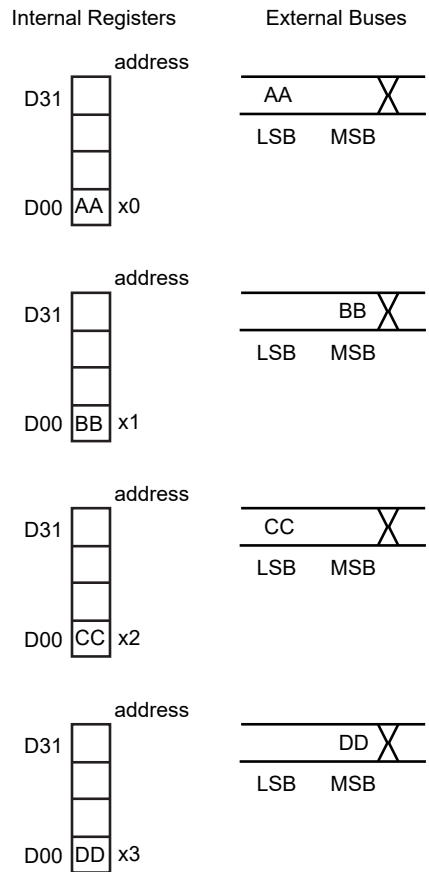 Internal Registers External Buses
address
D31 AA
LSB MSB
D00 AA x0
address
D31 BB
LSB MSB
D00 BB x1
address
D31 CC
LSB MSB
D00 CC x2
address
D31 DD
LSB MSB
D00 DD x3